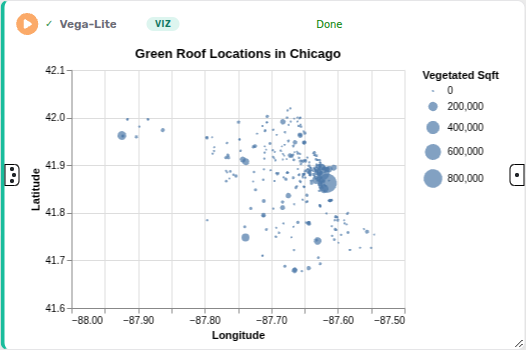 ✓ Vega-Lite VIZ Done
Green Roof Locations in Chicago
Vegetated Sqft
0
200,000
400,000
600,000
800,000
Latitude
42.1
42.0
41.9
41.8
41.7
41.6
−88.00 −87.90 −87.80 −87.70 −87.60 −87.50
Longitude